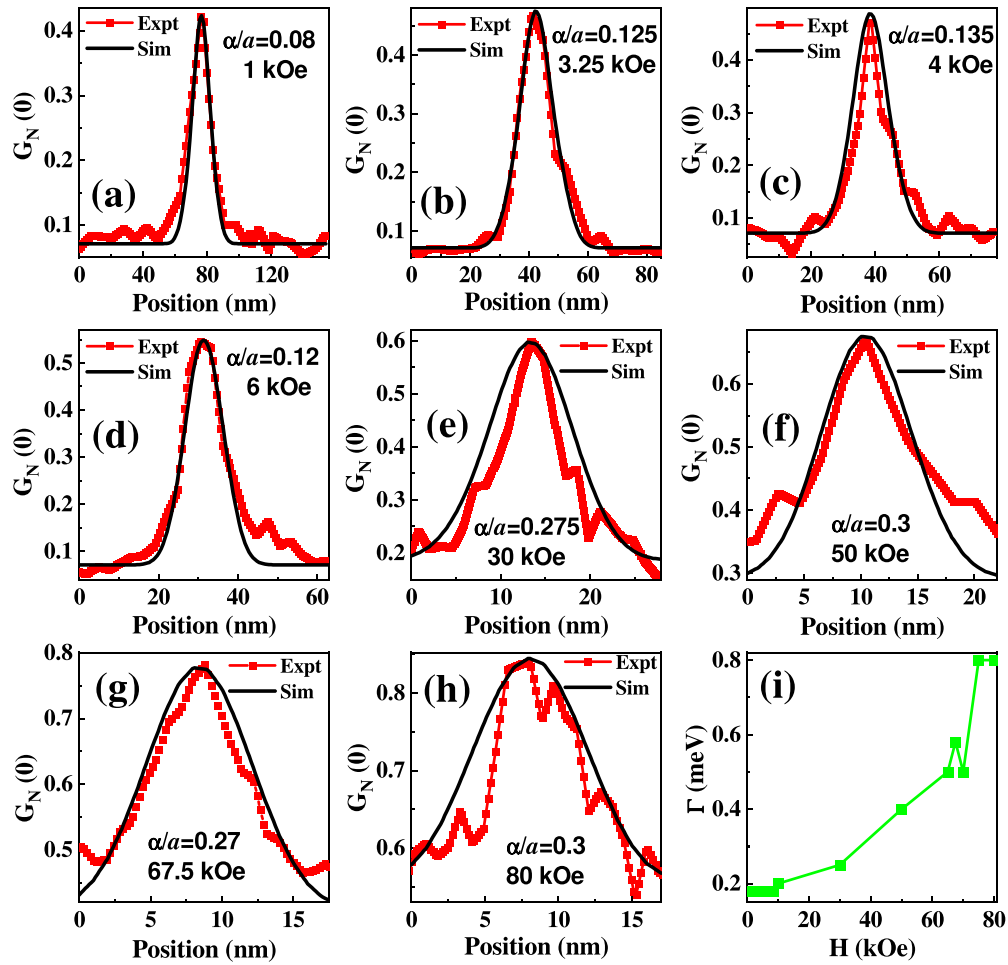 Expt
Sim
α/a=0.08
1 kOe
(a)
G_N (0)
0.4
0.3
0.2
0.1
0 40 80 120
Position (nm)
Expt
Sim
α/a=0.125
3.25 kOe
(b)
G_N (0)
0.4
0.3
0.2
0.1
0 20 40 60 80
Position (nm)
Expt
Sim
α/a=0.135
4 kOe
(c)
G_N (0)
0.4
0.3
0.2
0.1
0 20 40 60
Position (nm)
Expt
Sim
α/a=0.12
6 kOe
(d)
G_N (0)
0.5
0.4
0.3
0.2
0.1
0 20 40 60
Position (nm)
Expt
Sim
(e)
α/a=0.275
30 kOe
G_N (0)
0.6
0.5
0.4
0.3
0.2
0 10 20
Position (nm)
Expt
Sim
(f)
α/a=0.3
50 kOe
G_N (0)
0.7
0.6
0.5
0.4
0.3
0 5 10 15 20
Position (nm)
(g)
Expt
Sim
α/a=0.27
67.5 kOe
G_N (0)
0.8
0.7
0.6
0.5
0 5 10 15
Position (nm)
(h)
Expt
Sim
α/a=0.3
80 kOe
G_N (0)
0.8
0.7
0.6
0 5 10 15
Position (nm)
(i)
Γ (meV)
0.8
0.6
0.4
0.2
0 20 40 60 80
H (kOe)